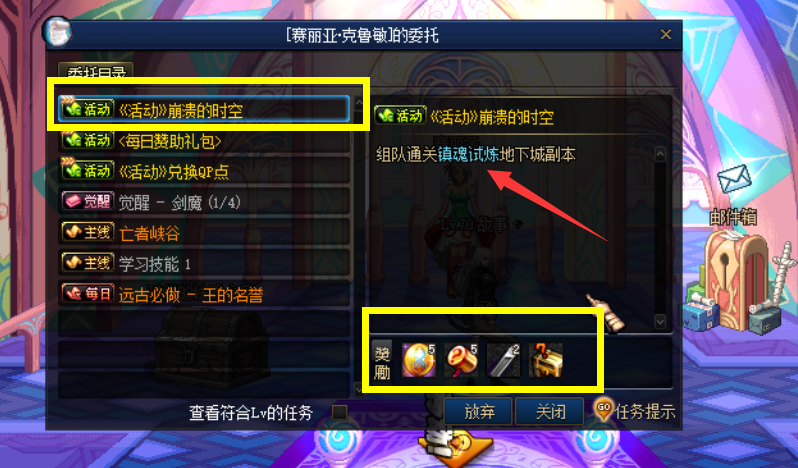 [赛丽亚·克鲁敏]的委托
委托目录
活动 《活动》崩溃的时空
活动 <每日赞助礼包>
活动 《活动》兑换QP点
觉醒 觉醒 - 剑魔 (1/4)
主线 亡者峡谷
主线 学习技能 1
每日 远古必做 - 王的名誉
活动 《活动》崩溃的时空
组队通关镇魂试炼地下城副本
Lv70 故事
邮件箱
奖励
5
5
2
查看符合Lv的任务
放弃
关闭
GO 任务提示